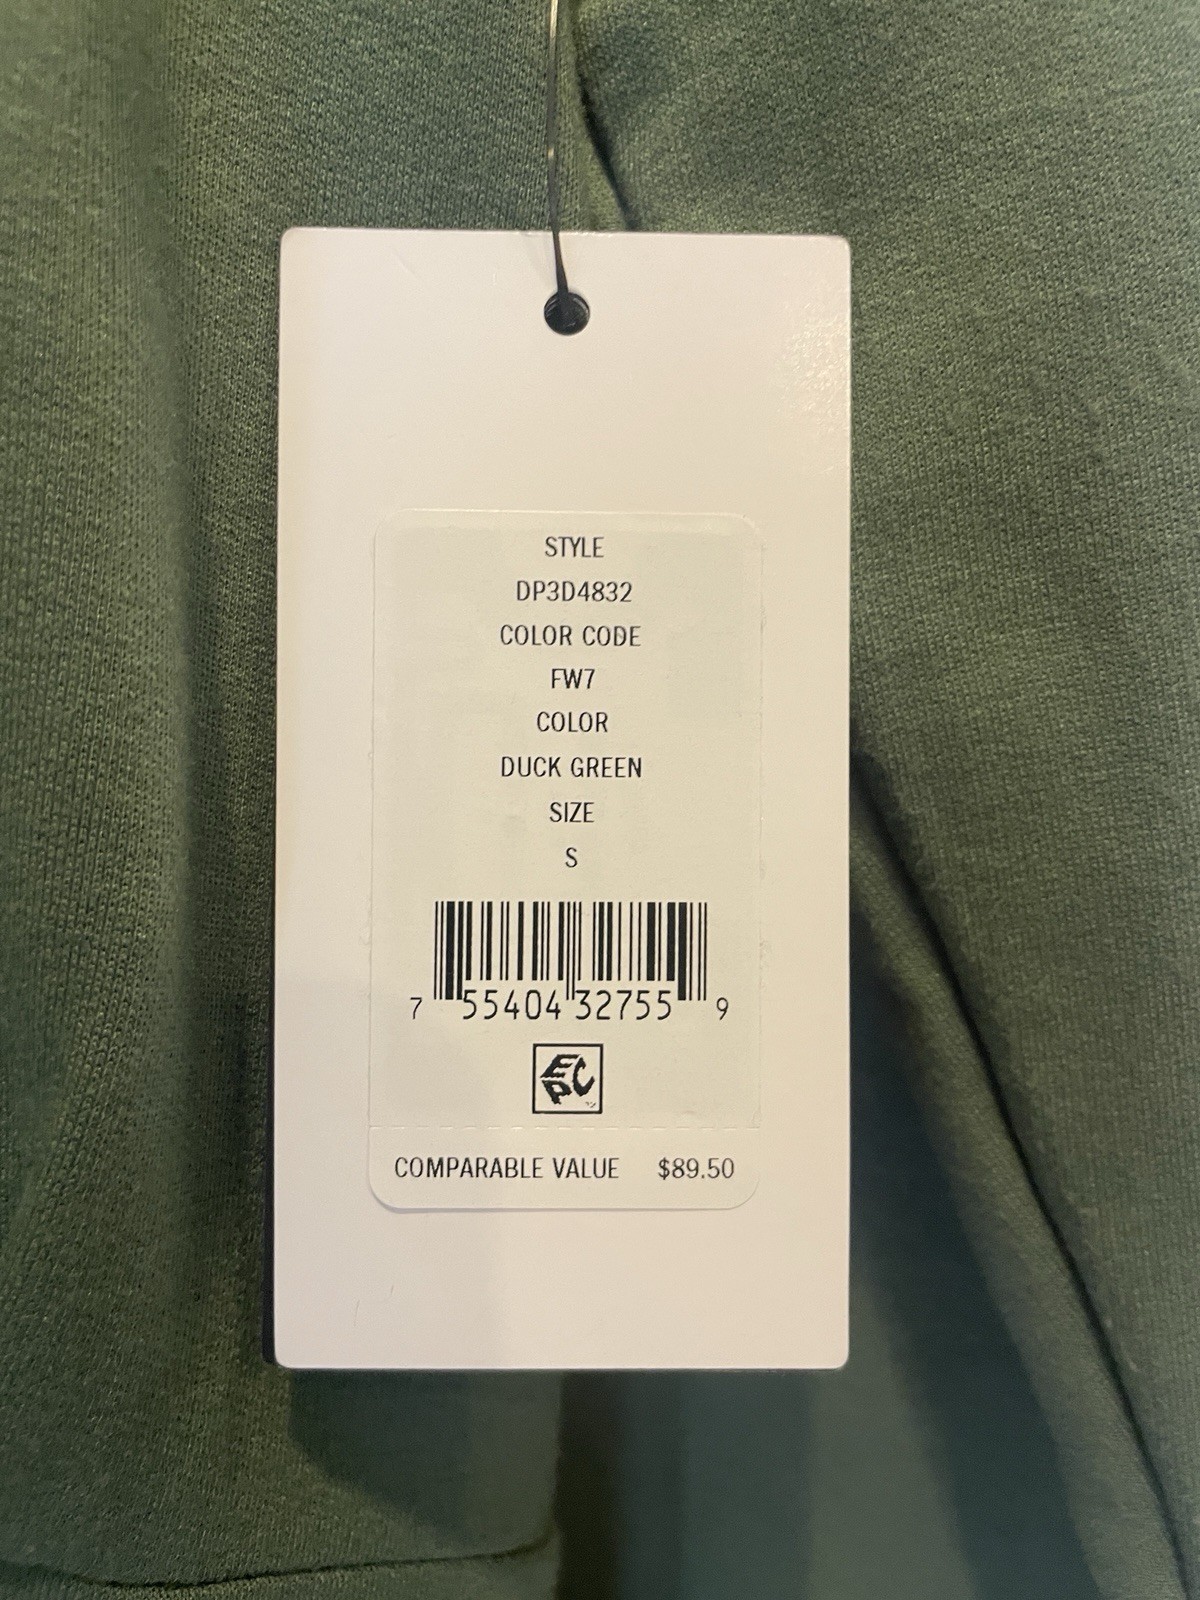 STYLE
DP3D4832
COLOR CODE
FW7
COLOR
DUCK GREEN
SIZE
S
7 55404 32755 9
EPC
COMPARABLE VALUE $89.50